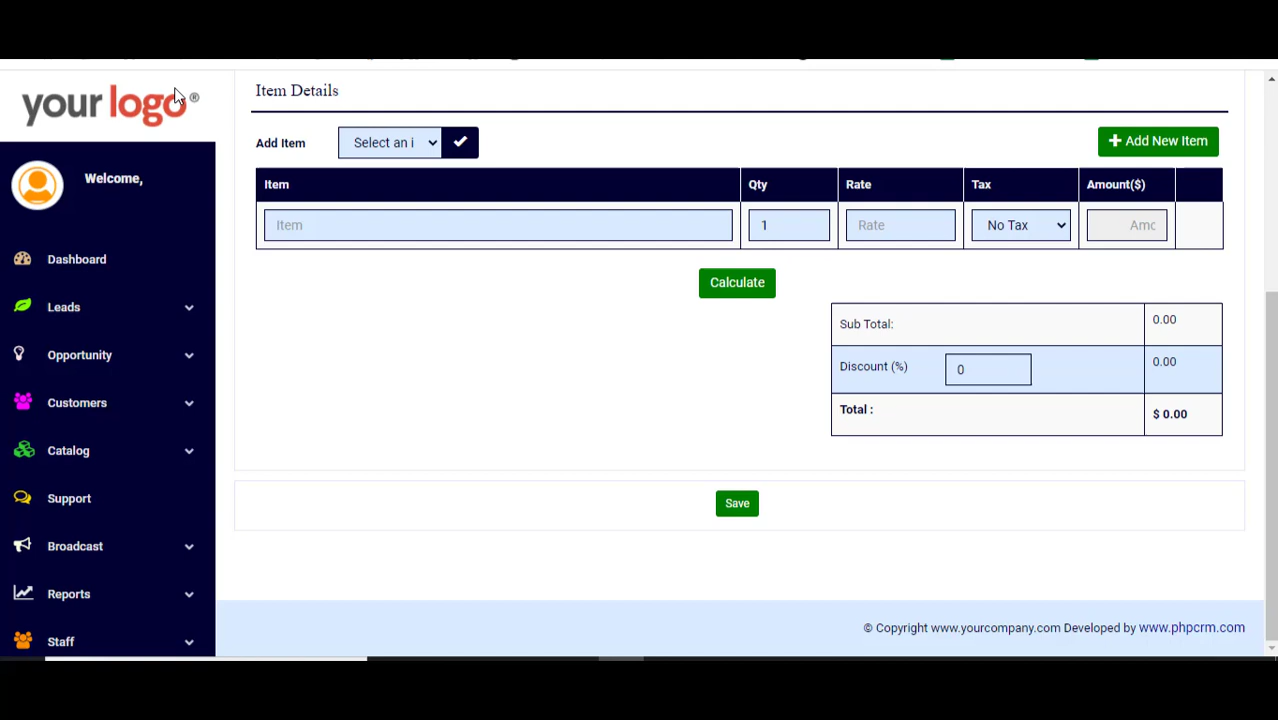 your logo ®
Item Details
Add Item Select an i Add New Item
Item Qty Rate Tax Amount($)
Item 1 Rate No Tax Amc
Calculate
Sub Total: 0.00
Discount (%) 0 0.00
Total : $ 0.00
Save
Welcome,
Dashboard
Leads
Opportunity
Customers
Catalog
Support
Broadcast
Reports
Staff
© Copyright www.yourcompany.com Developed by www.phpcrm.com